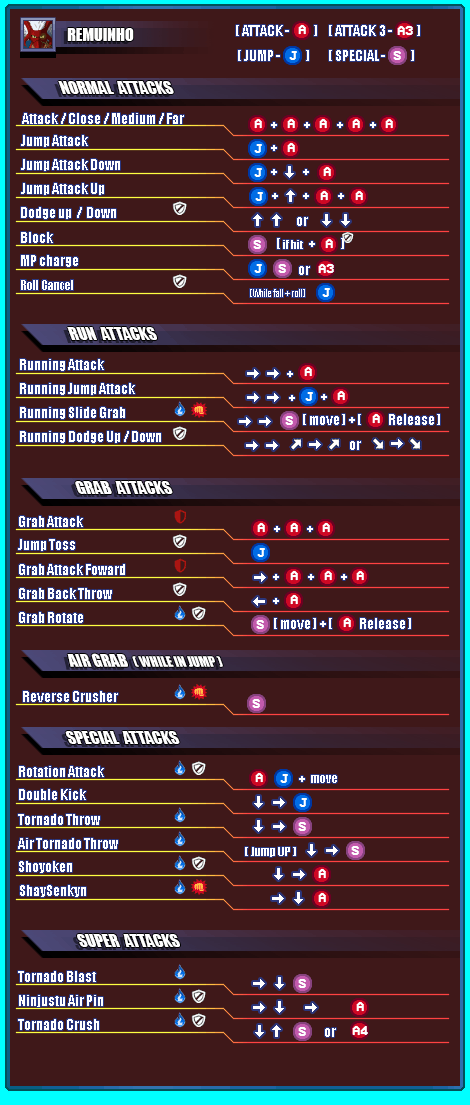 REMUINHO [ ATTACK - A ] [ ATTACK 3 - A3 ]
[ JUMP - J ] [ SPECIAL - S ]
NORMAL ATTACKS
Attack / Close / Medium / Far A + A + A + A + A
Jump Attack J + A
Jump Attack Down J + ↓ + A
Jump Attack Up J + ↑ + A + A
Dodge up / Down ↑ ↑ or ↓ ↓
Block S [ if hit + A ]
MP charge J S or A3
Roll Cancel [While fall + roll] J
RUN ATTACKS
Running Attack → → + A
Running Jump Attack → → + J + A
Running Slide Grab → → S [ move ] + [ A Release ]
Running Dodge Up / Down → → ↗ → ↗ or ↘ → ↘
GRAB ATTACKS
Grab Attack A + A + A
Jump Toss J
Grab Attack Foward → + A + A + A
Grab Back Throw ← + A
Grab Rotate S [ move ] + [ A Release ]
AIR GRAB ( WHILE IN JUMP )
Reverse Crusher S
SPECIAL ATTACKS
Rotation Attack A J + move
Double Kick ↓ → J
Tornado Throw ↓ → S
Air Tornado Throw [ Jump UP ] ↓ → S
Shoyoken ↓ → A
ShaySenkyn → ↓ A
SUPER ATTACKS
Tornado Blast → ↓ S
Ninjustu Air Pin → ↓ → A
Tornado Crush ↓ ↑ S or A4